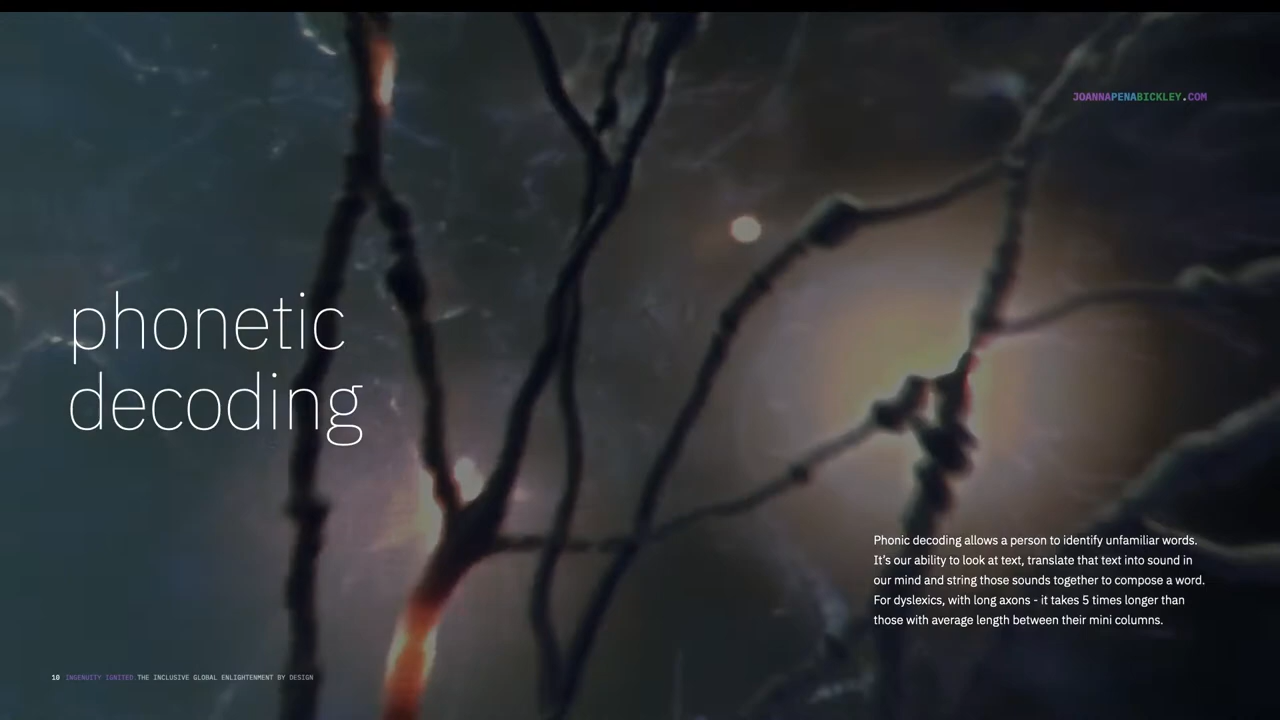 JOANNAPENABICKLEY.COM
phonetic
decoding
Phonic decoding allows a person to identify unfamiliar words.
It’s our ability to look at text, translate that text into sound in
our mind and string those sounds together to compose a word.
For dyslexics, with long axons - it takes 5 times longer than
those with average length between their mini columns.
10 INGENUITY IGNITED.THE INCLUSIVE GLOBAL ENLIGHTENMENT BY DESIGN